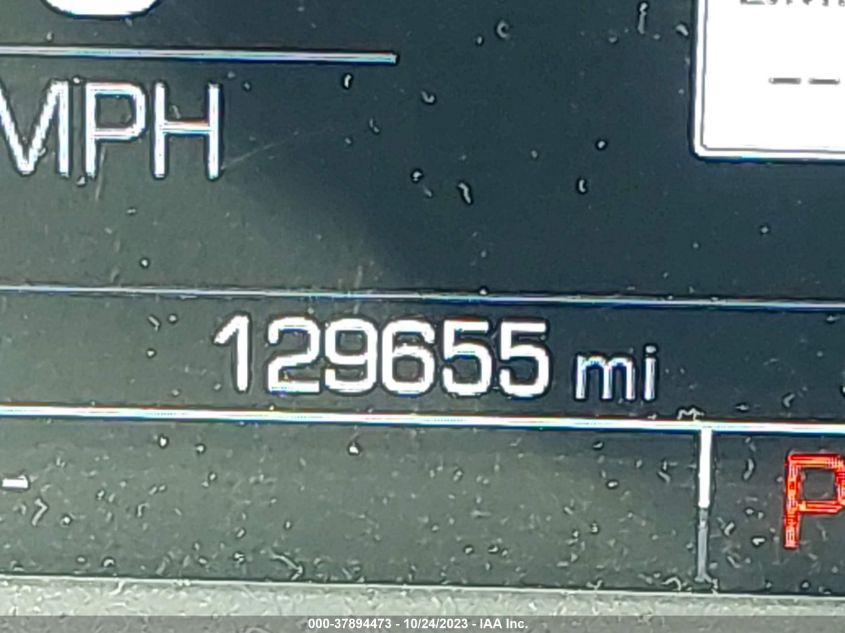 MPH
129655 mi
P
000-37894473 - 10/24/2023 - IAA Inc.